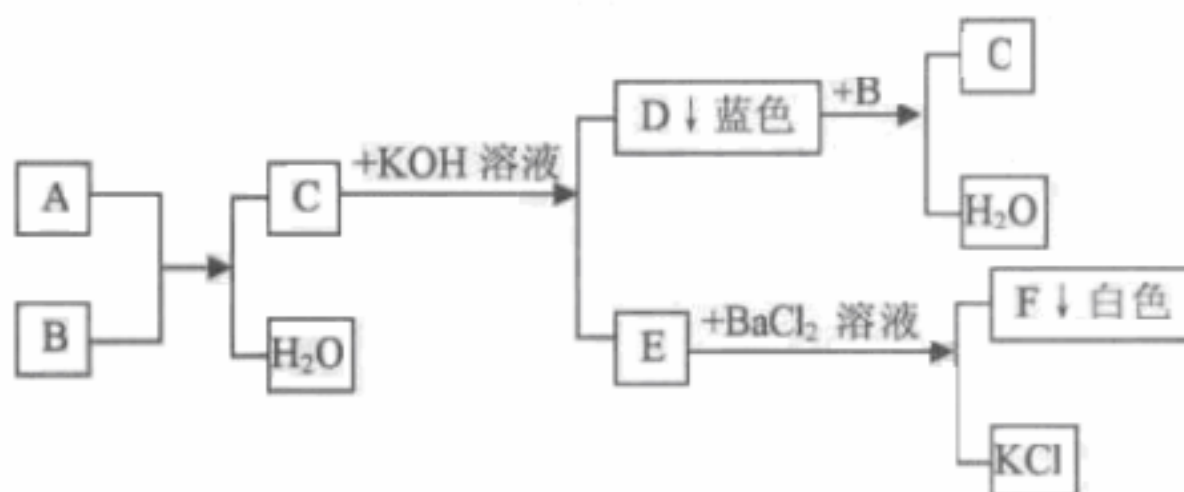 A
B
C
H₂O
+KOH 溶液
D↓ 蓝色
E
+B
C
H₂O
+BaCl₂ 溶液
F↓ 白色
KCl